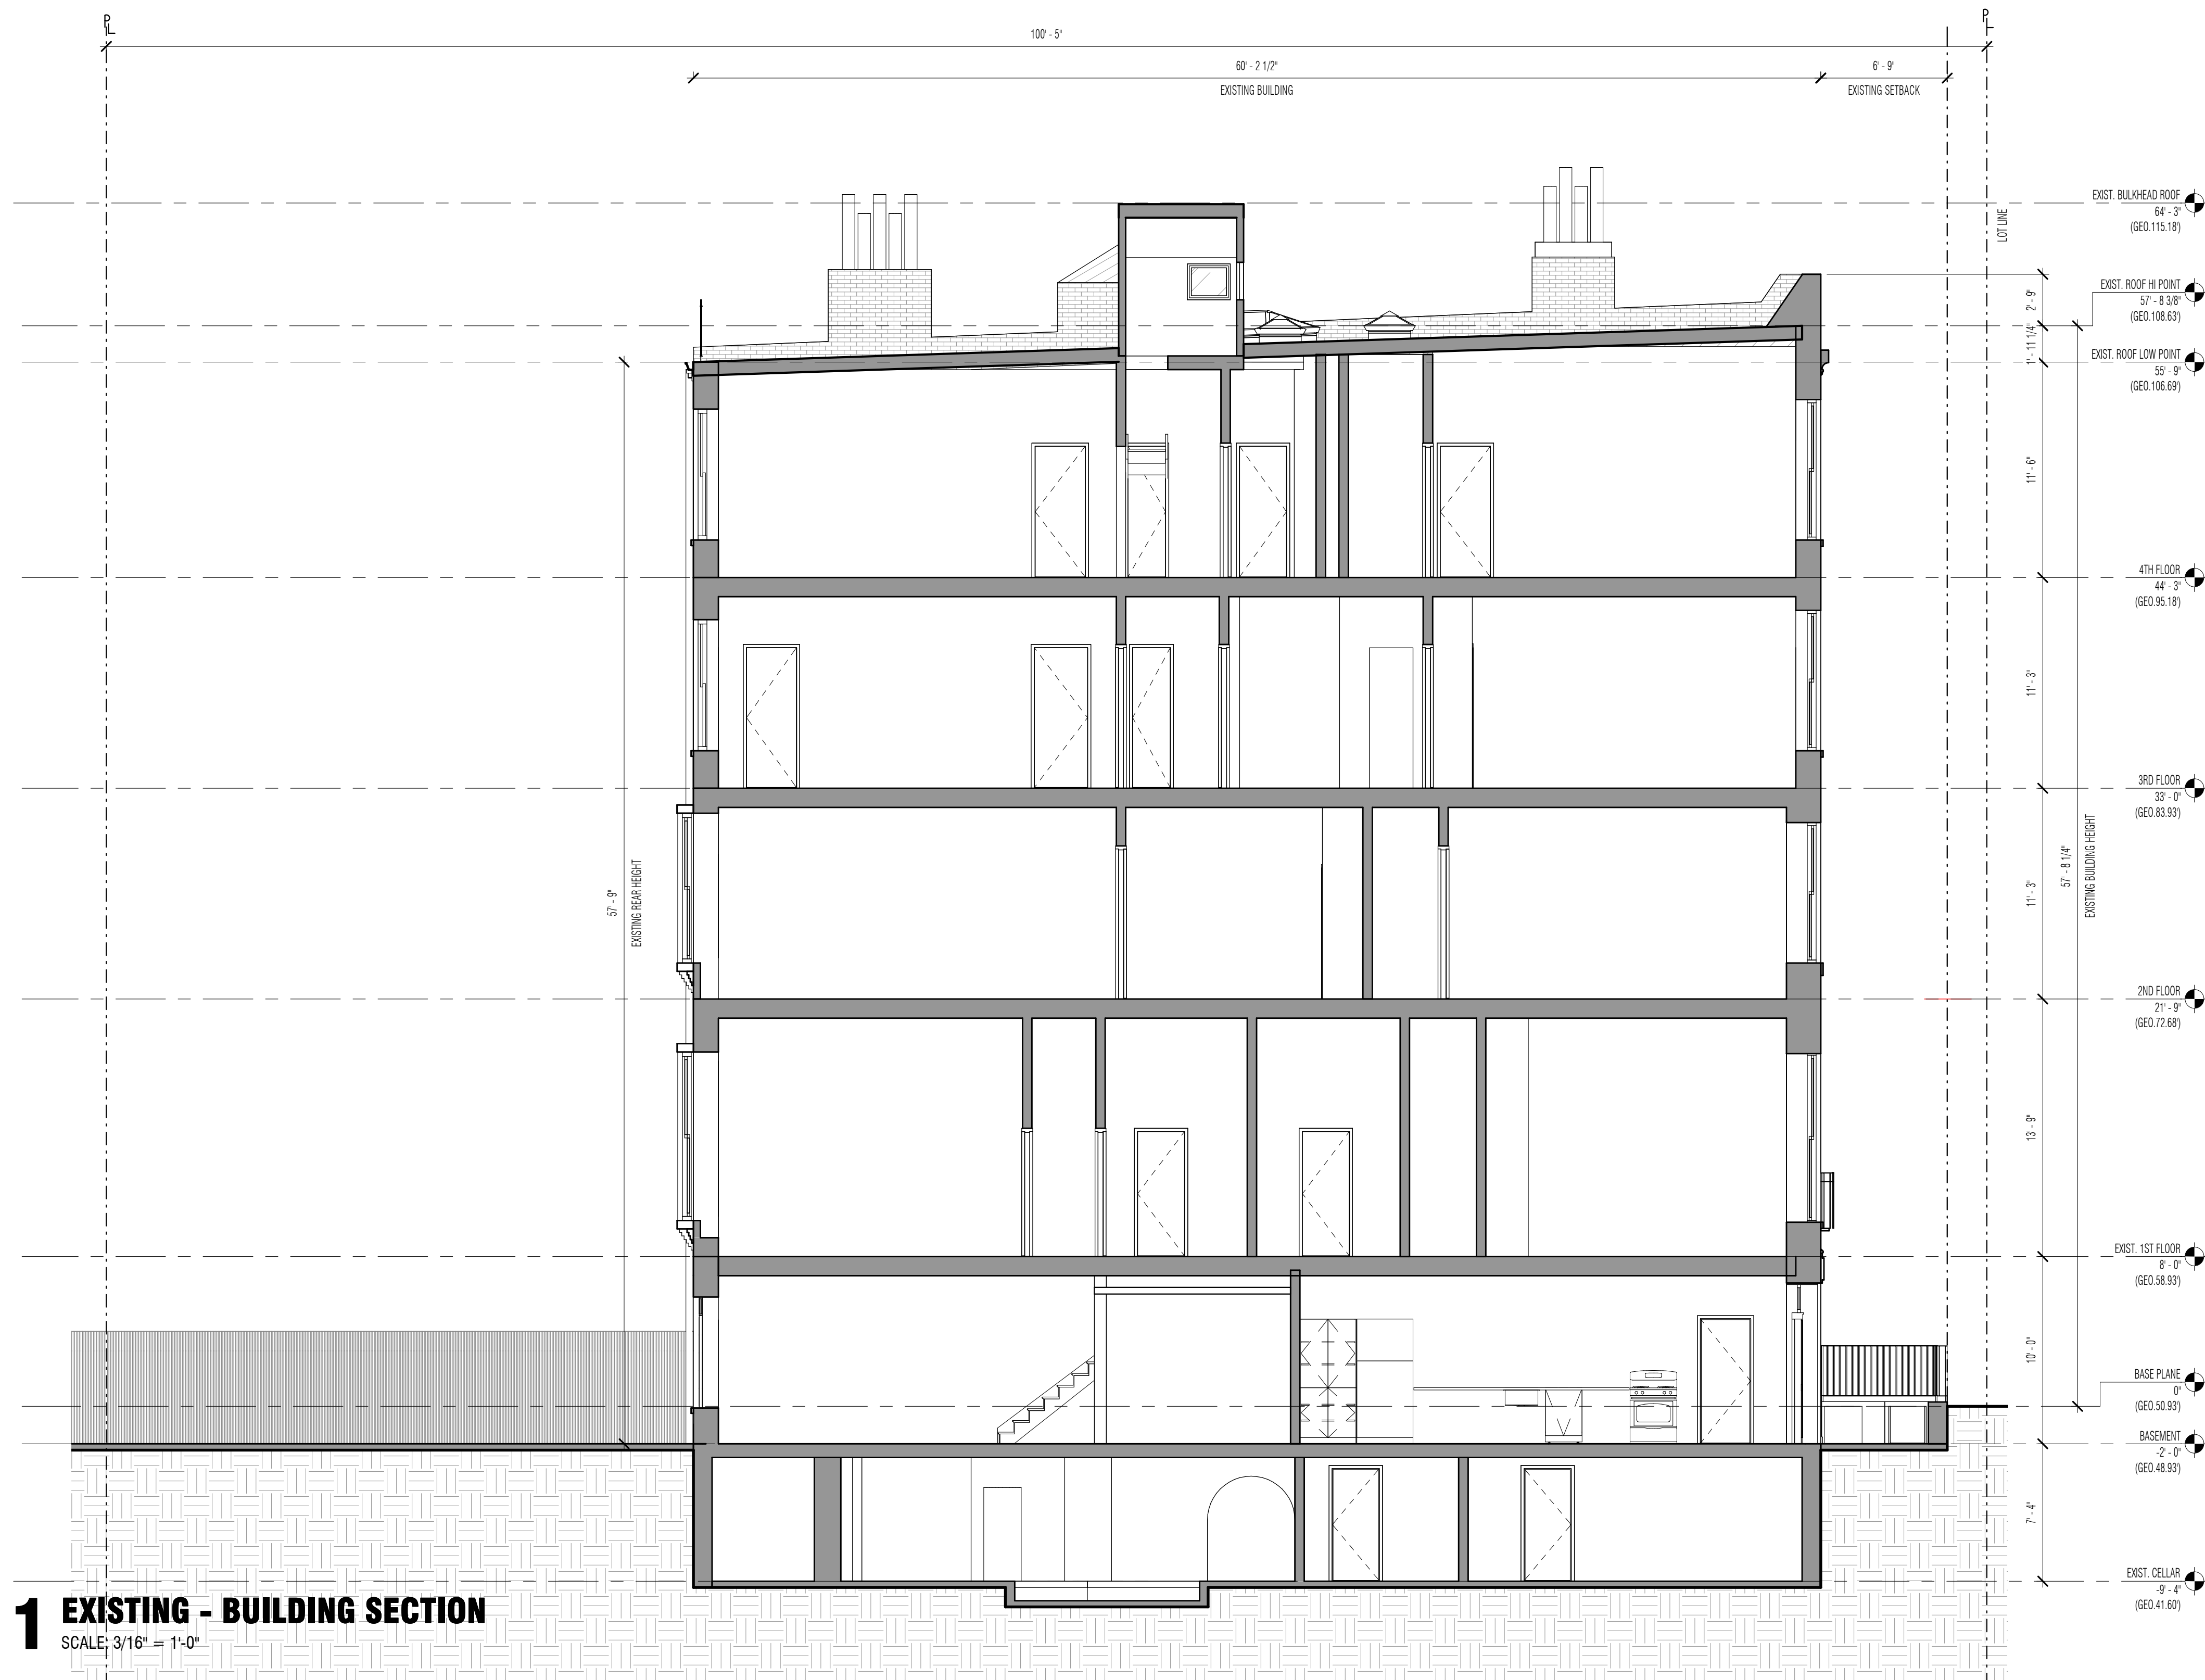 PL
PL
100' - 5"
60' - 2 1/2"
EXISTING BUILDING
6' - 9"
EXISTING SETBACK
LOT LINE
EXIST. BULKHEAD ROOF
64' - 3"
(GEO.115.18')
2' - 9"
EXIST. ROOF HI POINT
57' - 8 3/8"
(GEO.108.63')
1' - 11 1/4"
EXIST. ROOF LOW POINT
55' - 9"
(GEO.106.69')
11' - 6"
4TH FLOOR
44' - 3"
(GEO.95.18')
11' - 3"
3RD FLOOR
33' - 0"
(GEO.83.93')
57' - 9"
EXISTING REAR HEIGHT
11' - 3"
57' - 8 1/4"
EXISTING BUILDING HEIGHT
2ND FLOOR
21' - 9"
(GEO.72.68')
13' - 9"
EXIST. 1ST FLOOR
8' - 0"
(GEO.58.93')
10' - 0"
BASE PLANE
0"
(GEO.50.93')
BASEMENT
-2' - 0"
(GEO.48.93')
7' - 4"
EXIST. CELLAR
-9' - 4"
(GEO.41.60')
1 EXISTING - BUILDING SECTION
SCALE: 3/16" = 1'-0"